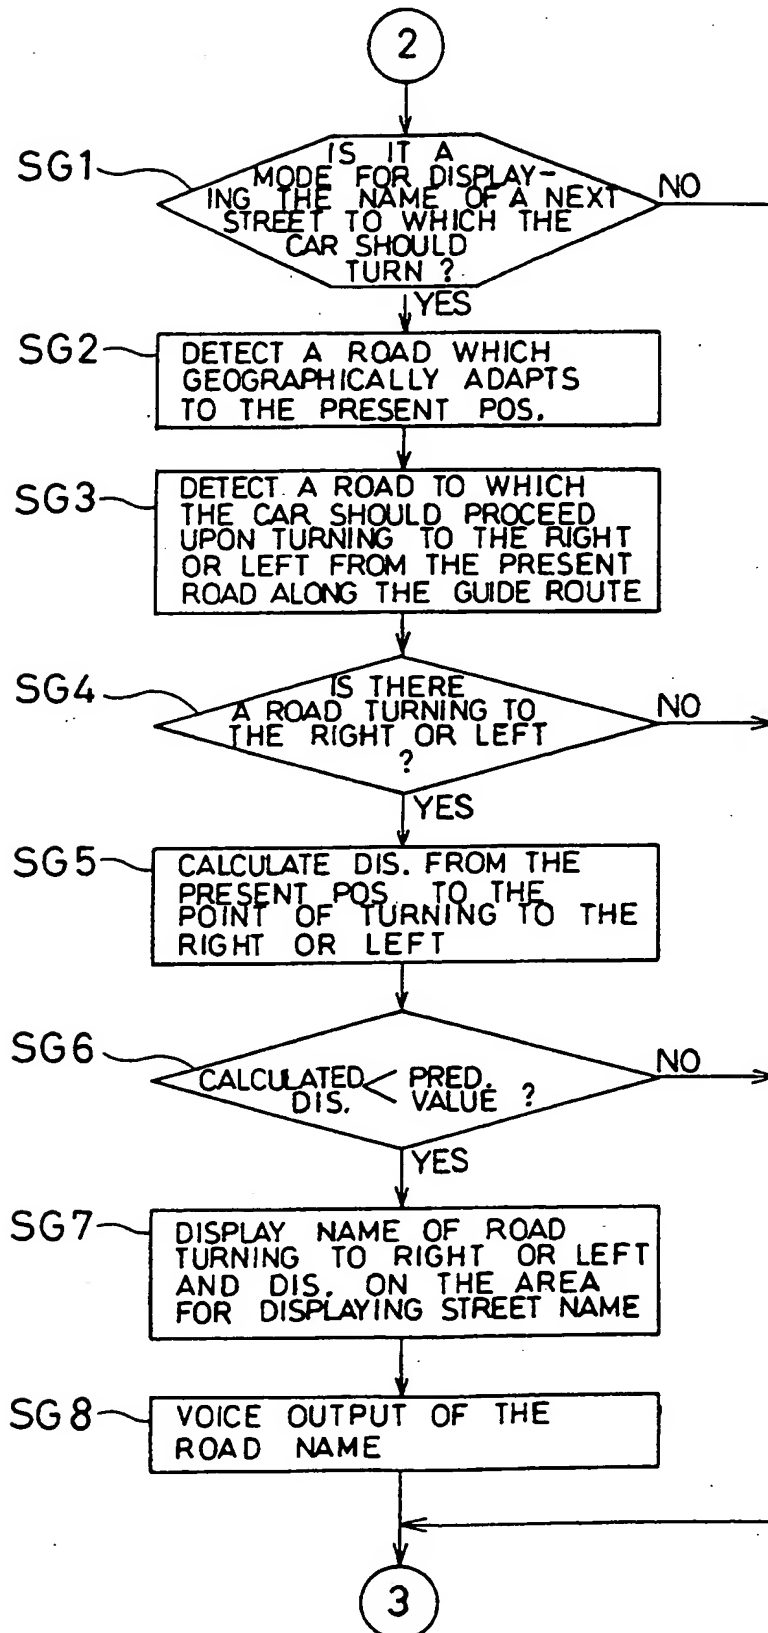 2
SG1
IS IT A
MODE FOR DISPLAY-
ING THE NAME OF A NEXT
STREET TO WHICH THE
CAR SHOULD
TURN ?
NO
YES
SG2
DETECT A ROAD WHICH
GEOGRAPHICALLY ADAPTS
TO THE PRESENT POS.
SG3
DETECT A ROAD TO WHICH
THE CAR SHOULD PROCEED
UPON TURNING TO THE RIGHT
OR LEFT FROM THE PRESENT
ROAD ALONG THE GUIDE ROUTE
SG4
IS THERE
A ROAD TURNING TO
THE RIGHT OR LEFT
?
NO
YES
SG5
CALCULATE DIS. FROM THE
PRESENT POS. TO THE
POINT OF TURNING TO THE
RIGHT OR LEFT
SG6
CALCULATED < PRED.
DIS. VALUE ?
NO
YES
SG7
DISPLAY NAME OF ROAD
TURNING TO RIGHT OR LEFT
AND DIS. ON THE AREA
FOR DISPLAYING STREET NAME
SG8
VOICE OUTPUT OF THE
ROAD NAME
3